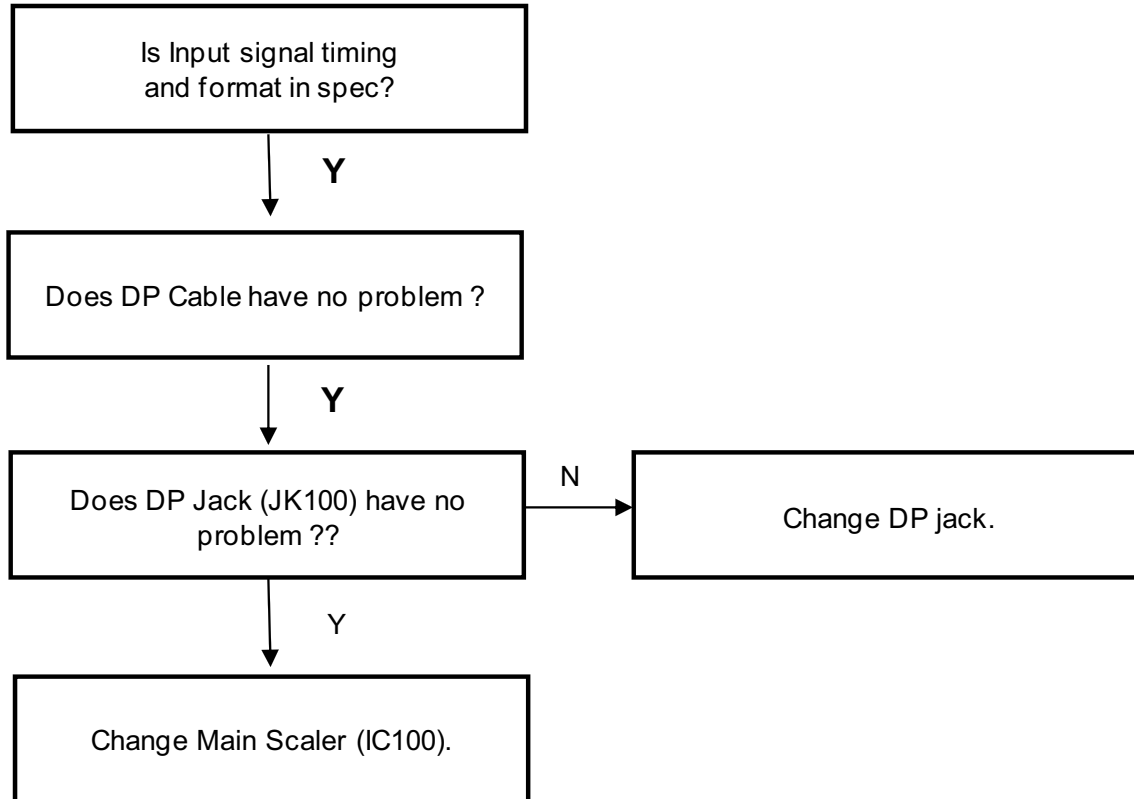 Is Input signal timing
and format in spec?
Y
Does DP Cable have no problem ?
Y
Does DP Jack (JK100) have no
problem ??
N
Change DP jack.
Y
Change Main Scaler (IC100).